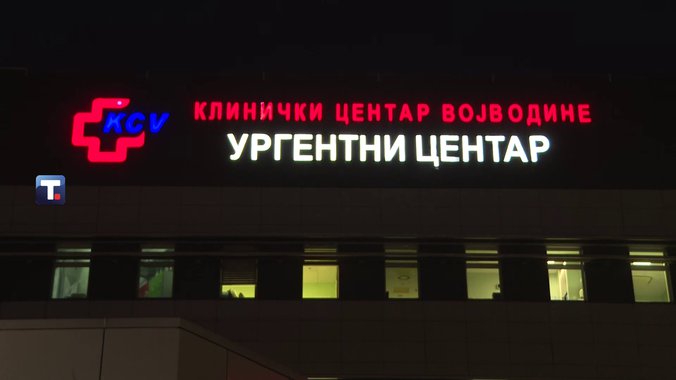 KCV
КЛИНИЧКИ ЦЕНТАР ВОЈВОДИНЕ
УРГЕНТНИ ЦЕНТАР
T.